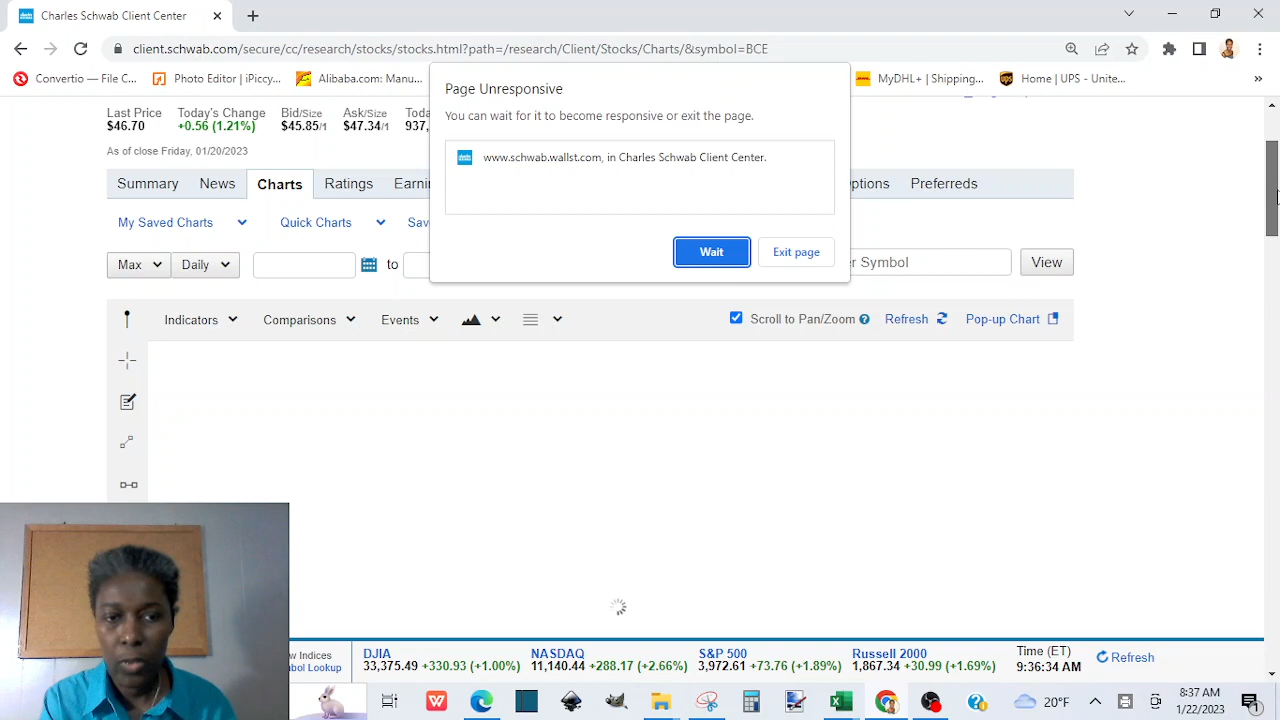 Charles Schwab Client Center
client.schwab.com/secure/cc/research/stocks/stocks.html?path=/research/Client/Stocks/Charts/&symbol=BCE
Convertio — File C...
Photo Editor | iPiccy...
Alibaba.com: Manu...
MyDHL+ | Shipping...
Home | UPS - Unite...
»
Page Unresponsive
You can wait for it to become responsive or exit the page.
www.schwab.wallst.com, in Charles Schwab Client Center.
Wait
Exit page
Last Price Today's Change Bid/Size Ask/Size Toda
$46.70 +0.56 (1.21%) $45.85/1 $47.34/1 937,
As of close Friday, 01/20/2023
Summary News Charts Ratings Earni ptions Preferreds
My Saved Charts Quick Charts Sav
Max Daily to er Symbol View
Indicators Comparisons Events Scroll to Pan/Zoom Refresh Pop-up Chart
w Indices
bol Lookup
DJIA
33,375.49 +330.93 (+1.00%)
NASDAQ
11,140.44 +288.17 (+2.66%)
S&P 500
3,972.61 +73.76 (+1.89%)
Russell 2000
1,867.34 +30.99 (+1.69%)
Time (ET)
9:36:34 AM
Refresh
20°F
8:37 AM
1/22/2023
1